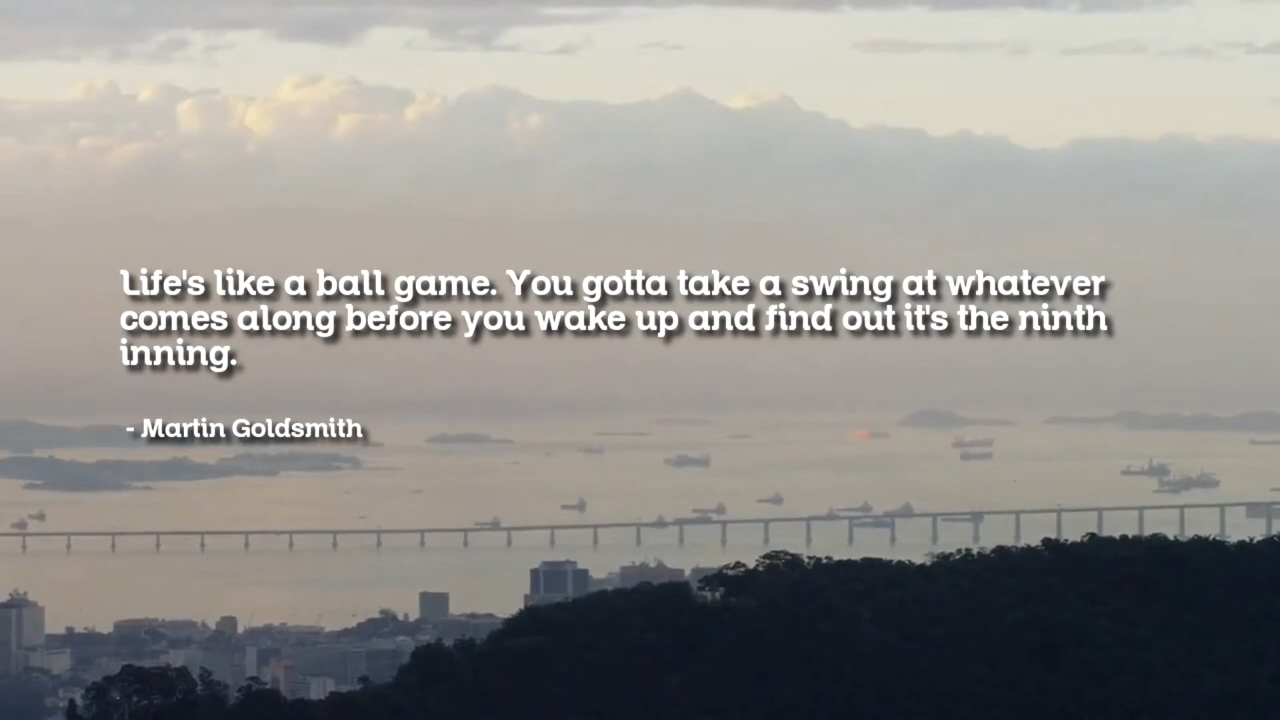 Life's like a ball game. You gotta take a swing at whatever
comes along before you wake up and find out it's the ninth
inning.
- Martin Goldsmith